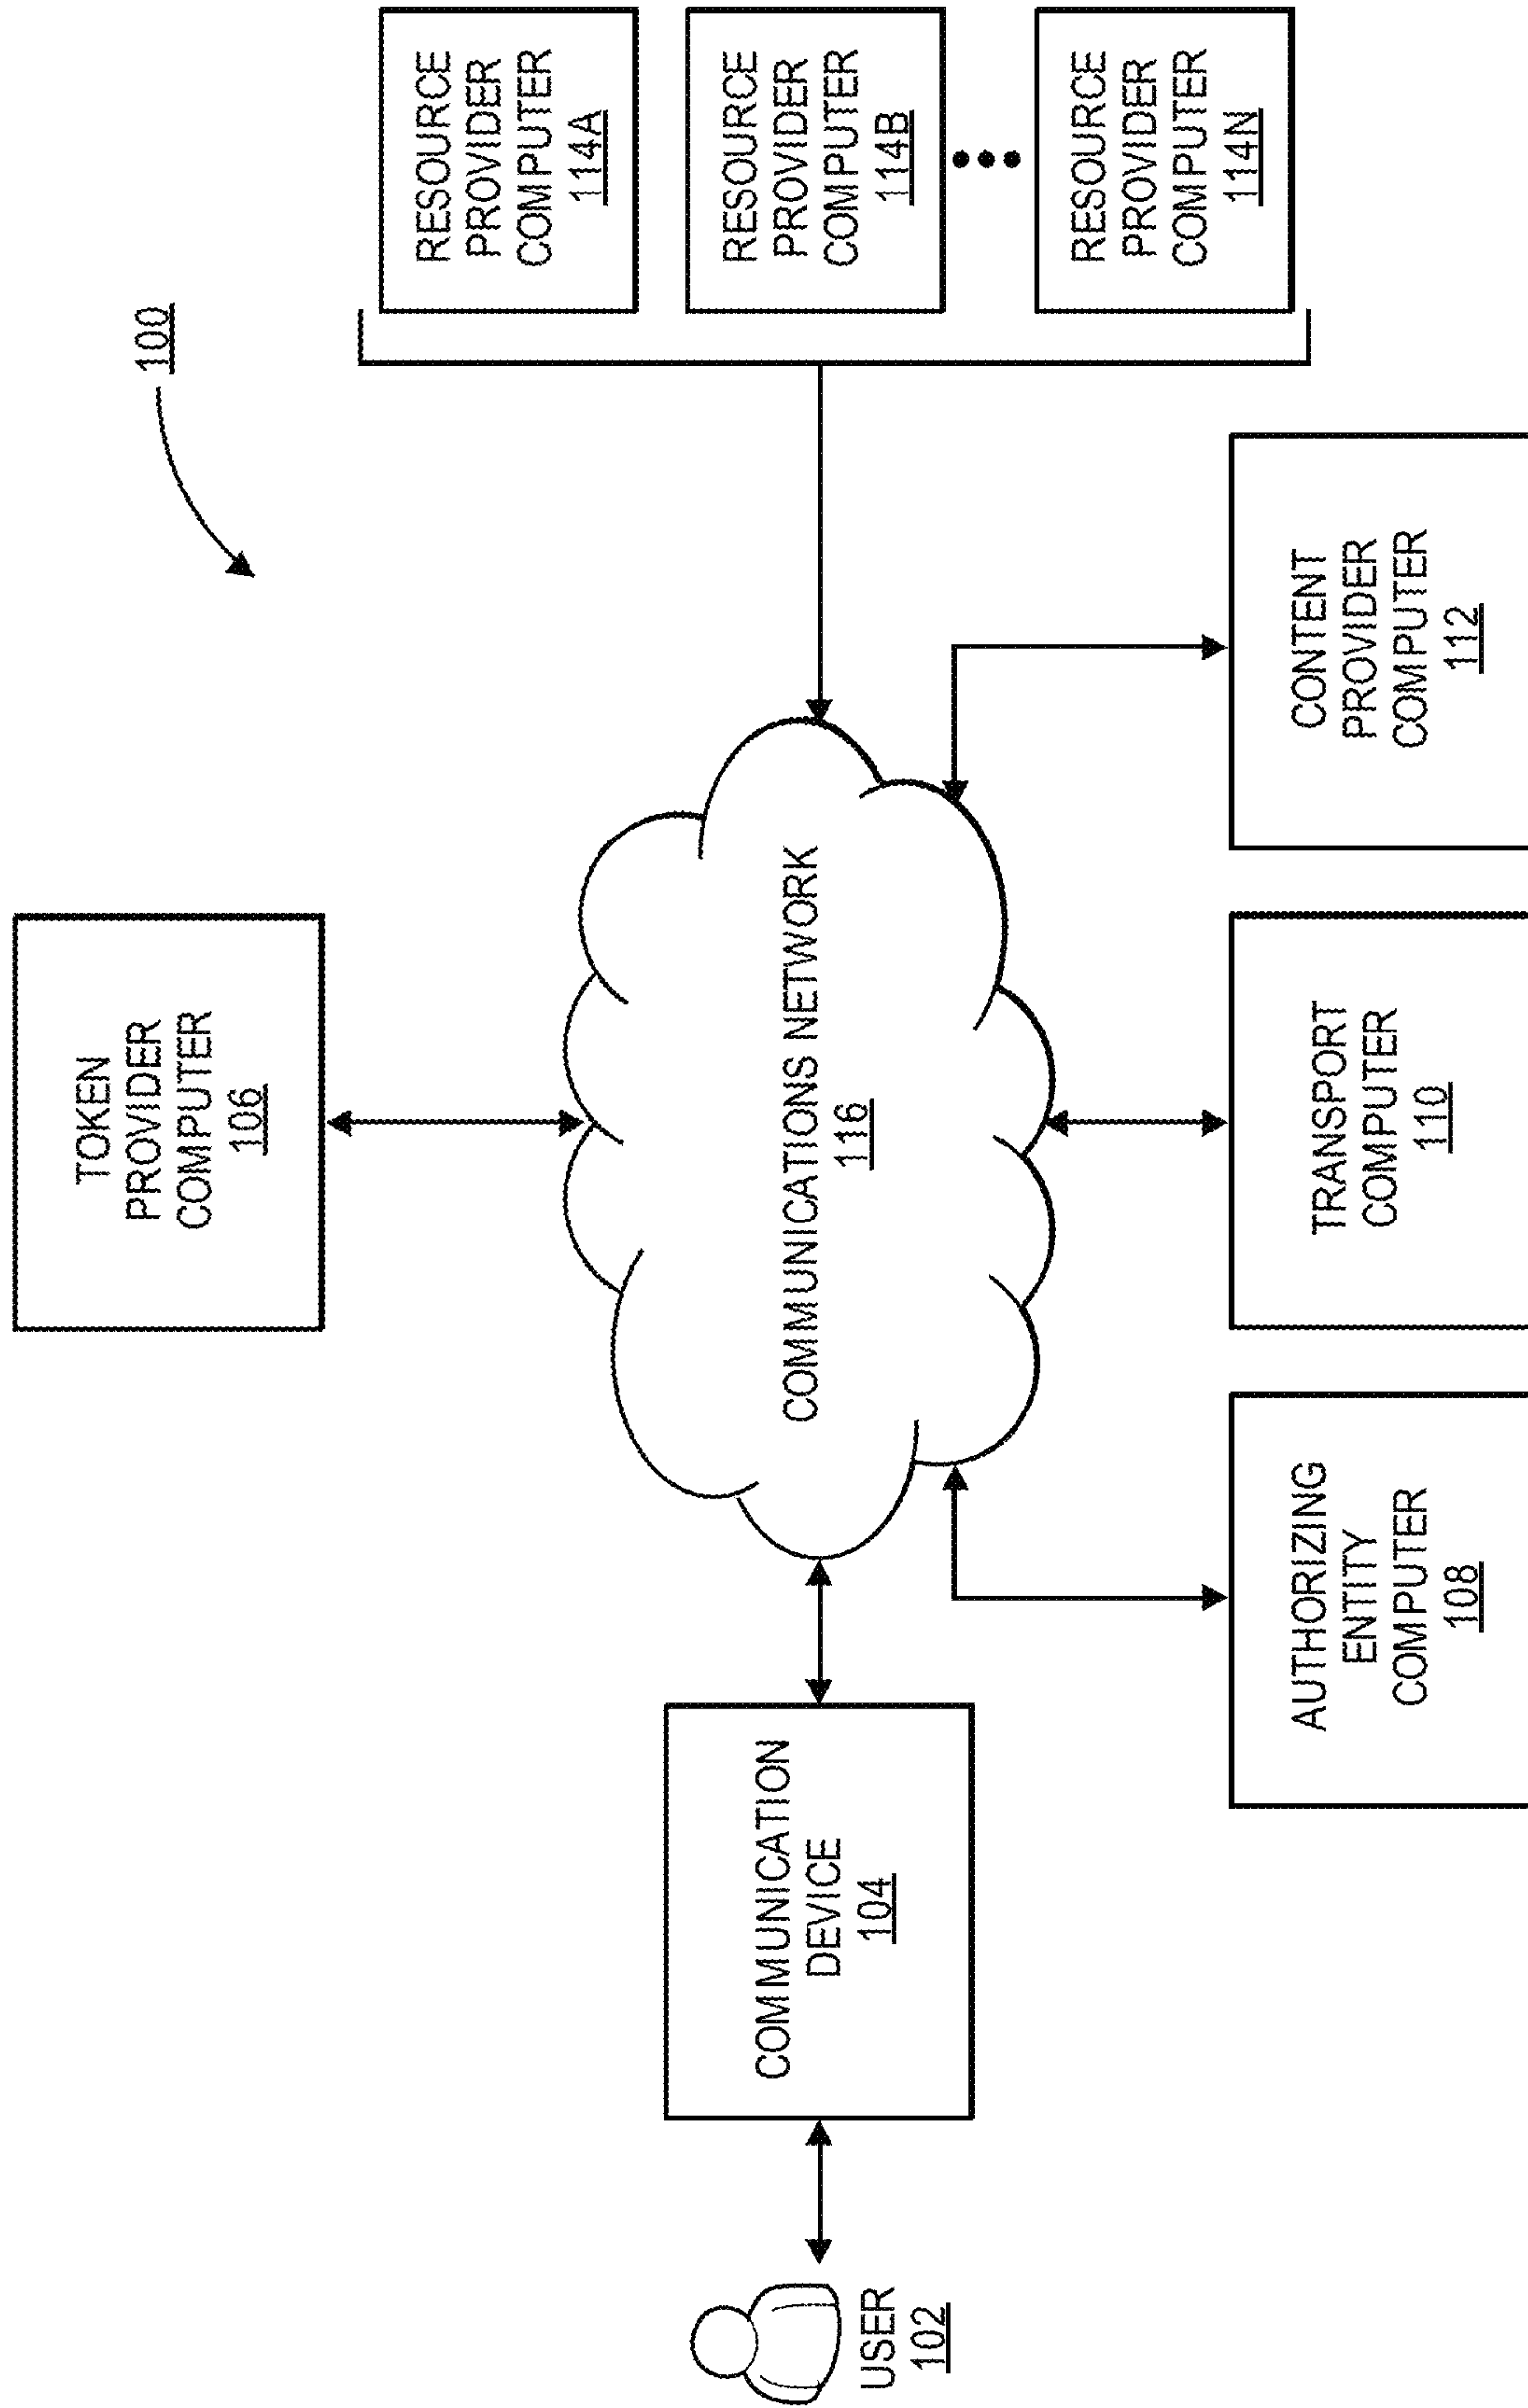 100
TOKEN
PROVIDER
COMPUTER
106
RESOURCE
PROVIDER
COMPUTER
114A
RESOURCE
PROVIDER
COMPUTER
114B
RESOURCE
PROVIDER
COMPUTER
114N
USER
102
COMMUNICATION
DEVICE
104
COMMUNICATIONS NETWORK
116
AUTHORIZING
ENTITY
COMPUTER
108
TRANSPORT
COMPUTER
110
CONTENT
PROVIDER
COMPUTER
112